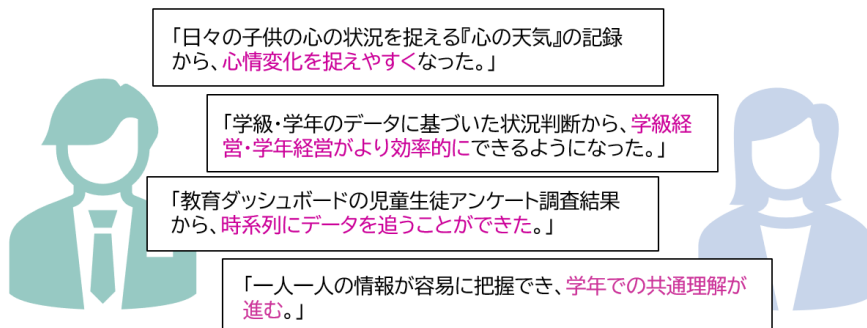 「日々の子供の心の状況を捉える『心の天気』の記録
から、心情変化を捉えやすくなった。」
「学級・学年のデータに基づいた状況判断から、学級経
営・学年経営がより効率的にできるようになった。」
「教育ダッシュボードの児童生徒アンケート調査結果
から、時系列にデータを追うことができた。」
「一人一人の情報が容易に把握でき、学年での共通理解が
進む。」